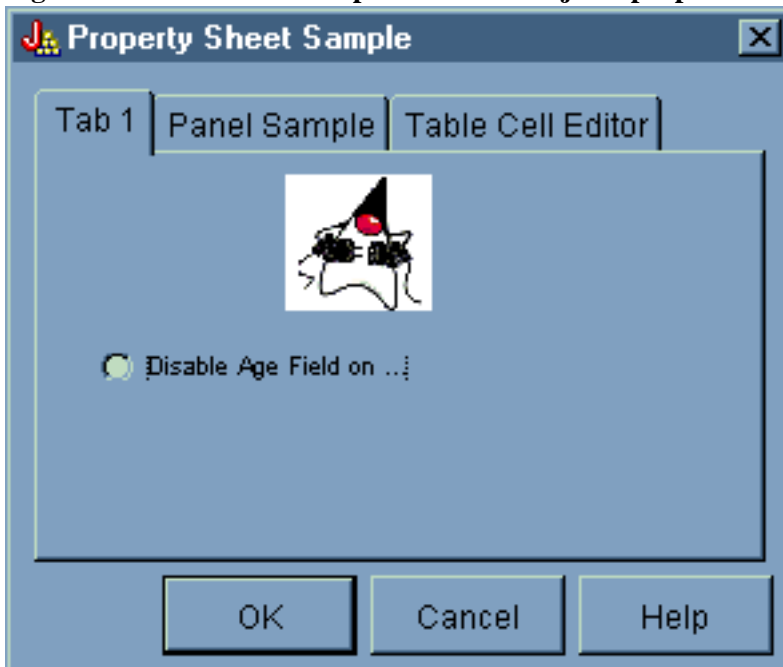 Property Sheet Sample
Tab 1 Panel Sample Table Cell Editor
Disable Age Field on ...
OK Cancel Help